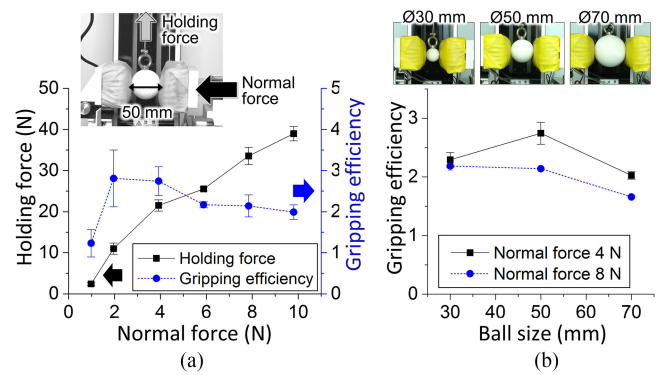 Holding
force
Normal
force
50 mm
Holding force (N)
50
40
30
20
10
0
Gripping efficiency
5
4
3
2
1
0
Holding force
Gripping efficiency
0 2 4 6 8 10
Normal force (N)
(a)
Ø30 mm Ø50 mm Ø70 mm
Gripping efficiency
3
2
1
0
Normal force 4 N
Normal force 8 N
30 40 50 60 70
Ball size (mm)
(b)